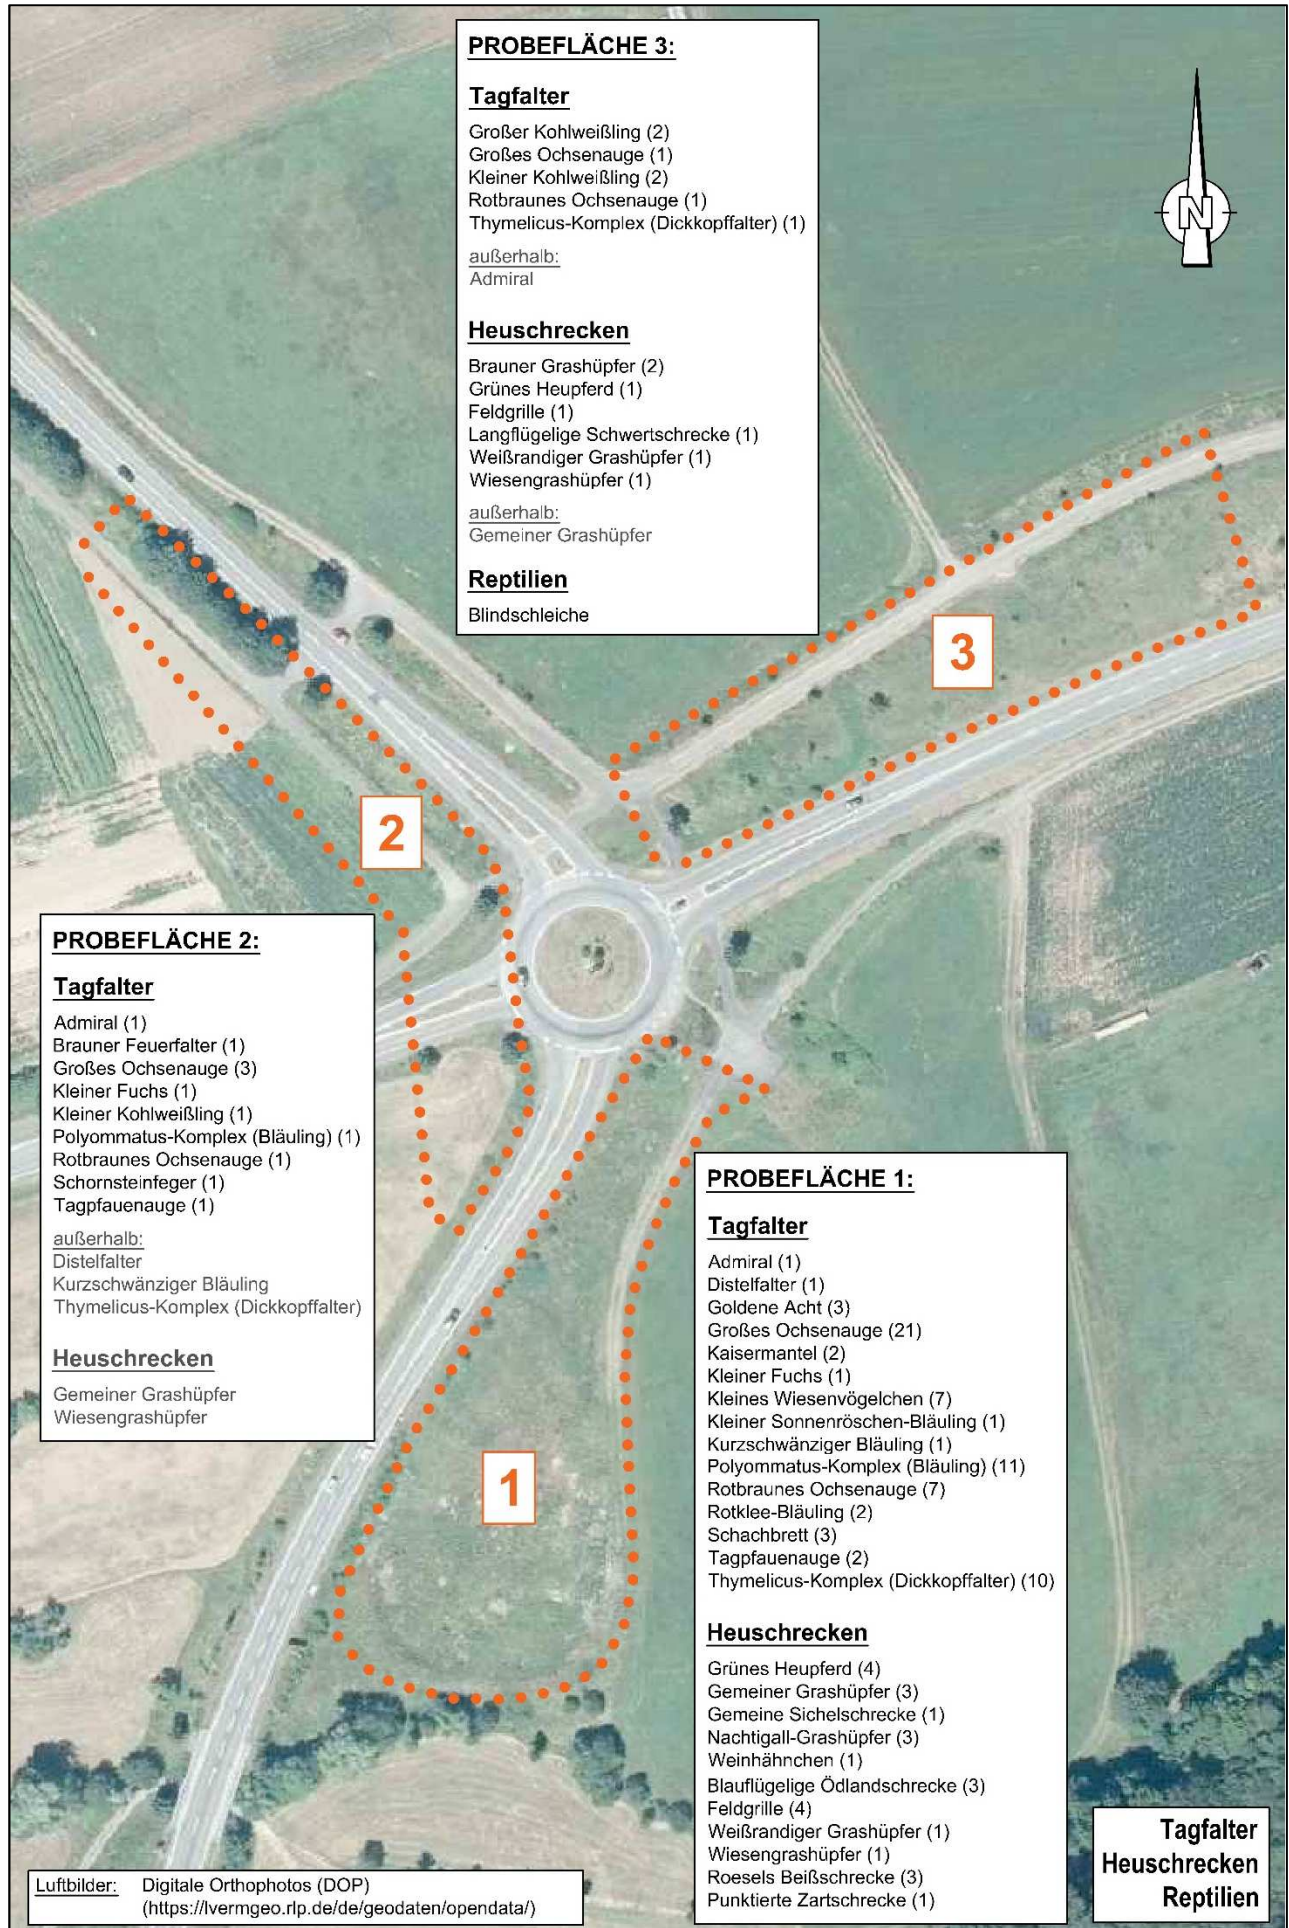 PROBEFLÄCHE 3:
Tagfalter
Großer Kohlweißling (2)
Großes Ochsenauge (1)
Kleiner Kohlweißling (2)
Rotbraunes Ochsenauge (1)
Thymelicus-Komplex (Dickkopffalter) (1)
außerhalb:
Admiral
Heuschrecken
Brauner Grashüpfer (2)
Grünes Heupferd (1)
Feldgrille (1)
Langflügelige Schwertschrecke (1)
Weißrandiger Grashüpfer (1)
Wiesengrashüpfer (1)
außerhalb:
Gemeiner Grashüpfer
Reptilien
Blindschleiche
N
3
2
PROBEFLÄCHE 2:
Tagfalter
Admiral (1)
Brauner Feuerfalter (1)
Großes Ochsenauge (3)
Kleiner Fuchs (1)
Kleiner Kohlweißling (1)
Polyommatus-Komplex (Bläuling) (1)
Rotbraunes Ochsenauge (1)
Schornsteinfeger (1)
Tagpfauenauge (1)
außerhalb:
Distelfalter
Kurzschwänziger Bläuling
Thymelicus-Komplex (Dickkopffalter)
Heuschrecken
Gemeiner Grashüpfer
Wiesengrashüpfer
1
PROBEFLÄCHE 1:
Tagfalter
Admiral (1)
Distelfalter (1)
Goldene Acht (3)
Großes Ochsenauge (21)
Kaisermantel (2)
Kleiner Fuchs (1)
Kleines Wiesenvögelchen (7)
Kleiner Sonnenröschen-Bläuling (1)
Kurzschwänziger Bläuling (1)
Polyommatus-Komplex (Bläuling) (11)
Rotbraunes Ochsenauge (7)
Rotklee-Bläuling (2)
Schachbrett (3)
Tagpfauenauge (2)
Thymelicus-Komplex (Dickkopffalter) (10)
Heuschrecken
Grünes Heupferd (4)
Gemeiner Grashüpfer (3)
Gemeine Sichelschrecke (1)
Nachtigall-Grashüpfer (3)
Weinhähnchen (1)
Blauflügelige Ödlandschrecke (3)
Feldgrille (4)
Weißrandiger Grashüpfer (1)
Wiesengrashüpfer (1)
Roesels Beißschrecke (3)
Punktierte Zartschrecke (1)
Tagfalter
Heuschrecken
Reptilien
Luftbilder: Digitale Orthophotos (DOP)
(https://lvermgeo.rlp.de/de/geodaten/opendata/)